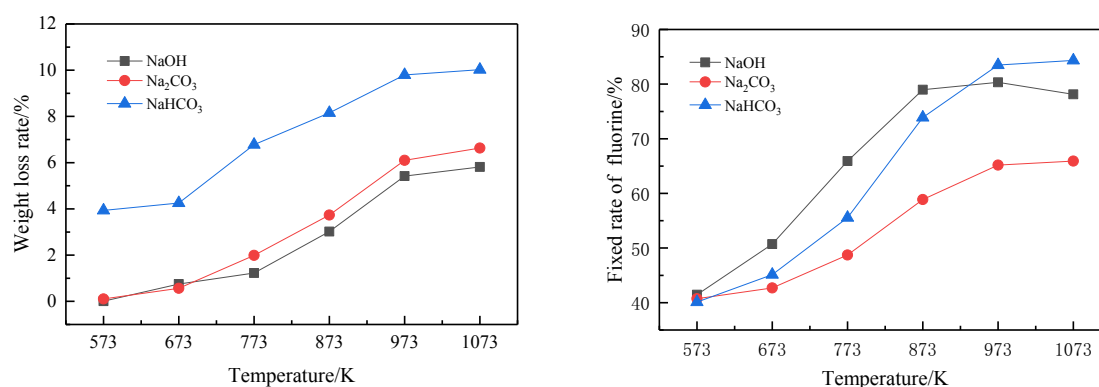 12
10
8
6
4
2
0
Weight loss rate/%
NaOH
Na₂CO₃
NaHCO₃
573 673 773 873 973 1073
Temperature/K
90
80
70
60
50
40
Fixed rate of fluorine/%
NaOH
Na₂CO₃
NaHCO₃
573 673 773 873 973 1073
Temperature/K